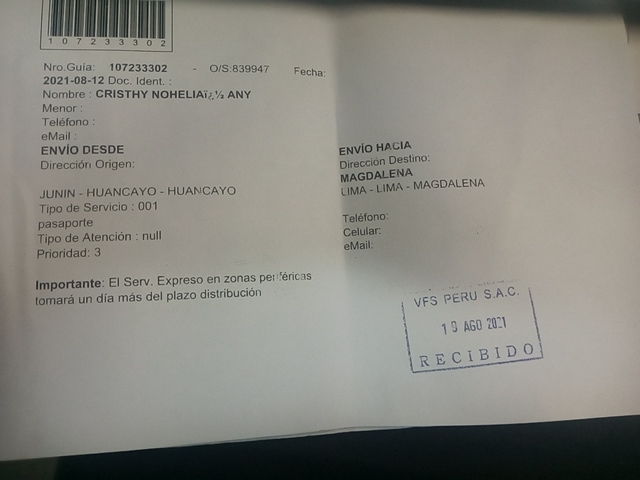 107233302
Nro.Guía: 107233302 - O/S:839947 Fecha:
2021-08-12 Doc. Ident. :
Nombre : CRISTHY NOHELIAï¿½ ANY
Menor :
Teléfono :
eMail :
ENVÍO DESDE
Dirección Origen:
JUNIN - HUANCAYO - HUANCAYO
Tipo de Servicio : 001
pasaporte
Tipo de Atención : null
Prioridad: 3
ENVÍO HACIA
Dirección Destino:
MAGDALENA
LIMA - LIMA - MAGDALENA
Teléfono:
Celular:
eMail:
Importante: El Serv. Expreso en zonas periféricas
tomará un día más del plazo distribución
VFS PERU S.A.C.
AGO 2021
RECIBIDO